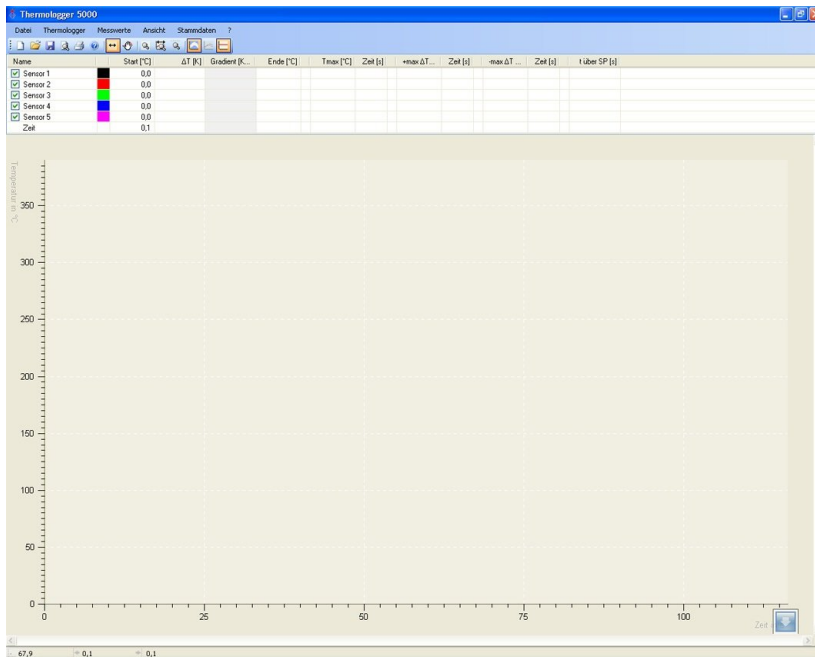 Thermologger 5000
Datei Thermologger Messwerte Ansicht Stammdaten ?
Name Start [°C] ΔT [K] Gradient [K... Ende [°C] Tmax [°C] Zeit [s] +max ΔT... Zeit [s] -max ΔT ... Zeit [s] t über SP [s]
Sensor 1 0,0
Sensor 2 0,0
Sensor 3 0,0
Sensor 4 0,0
Sensor 5 0,0
Zeit 0,1
Temperatur in °C
350
300
250
200
150
100
50
0
0 25 50 75 100
Zeit
67,9 0,1 0,1